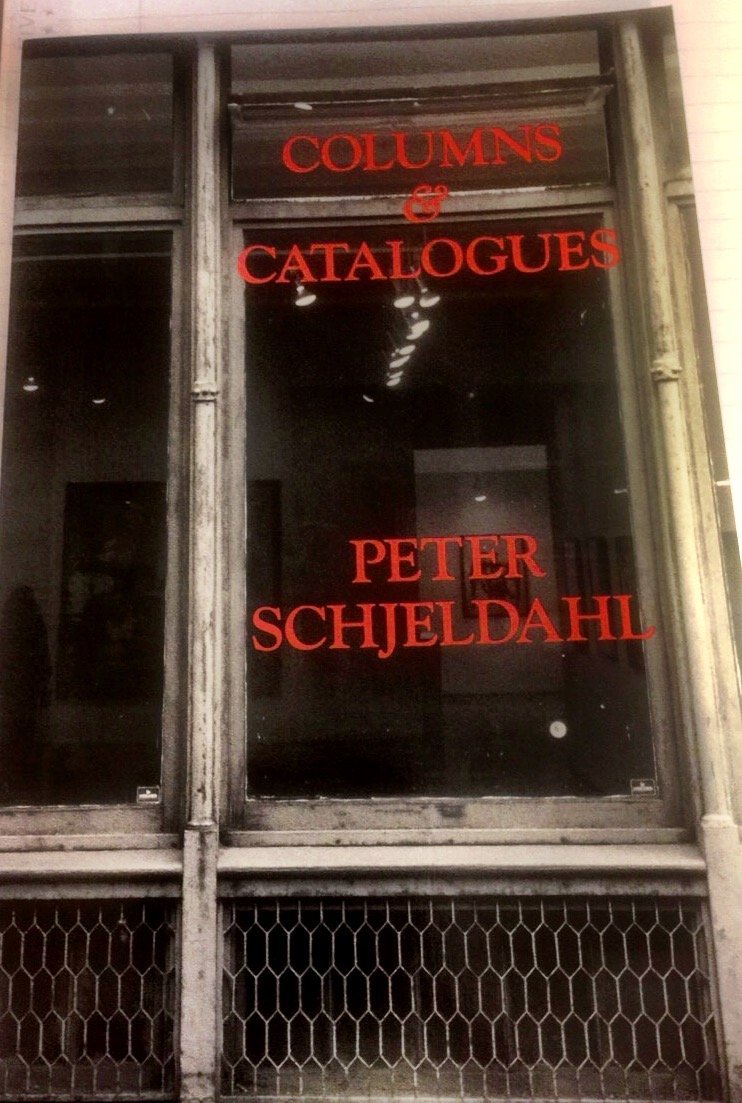 COLUMNS
&
CATALOGUES
PETER
SCHJELDAHL